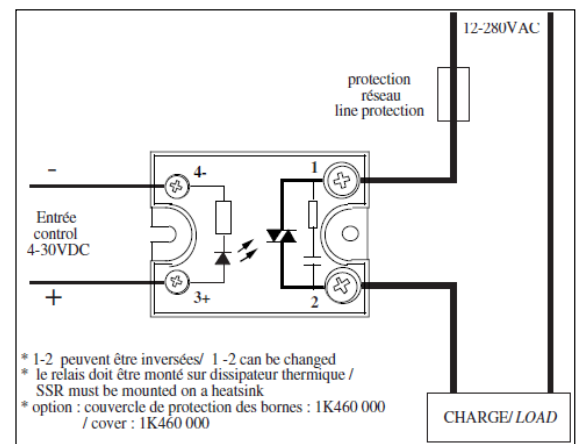 12-280VAC
protection
réseau
line protection
-
4-
1
Entrée
control
4-30VDC
+
3+
2
* 1-2 peuvent être inversées/ 1 -2 can be changed
* le relais doit être monté sur dissipateur thermique /
SSR must be mounted on a heatsink
* option : couvercle de protection des bornes : 1K460 000
/ cover : 1K460 000
CHARGE/ LOAD